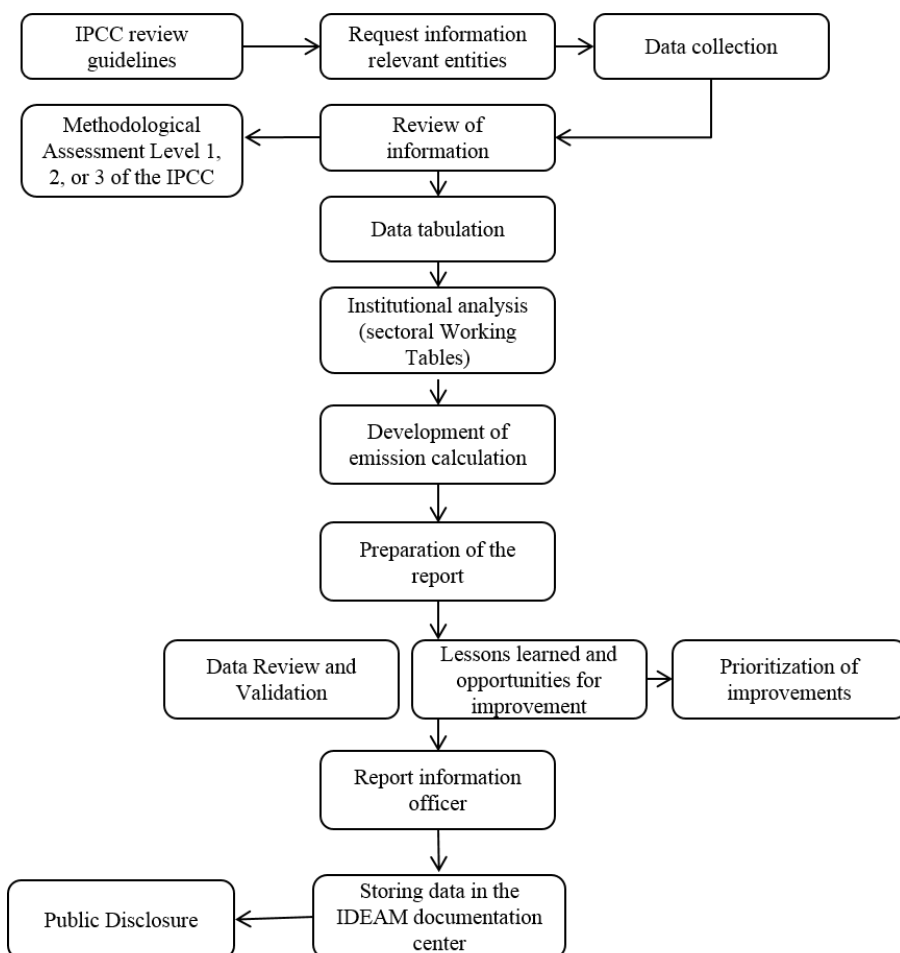 IPCC review
guidelines
Request information
relevant entities
Data collection
Methodological
Assessment Level 1,
2, or 3 of the IPCC
Review of
information
Data tabulation
Institutional analysis
(sectoral Working
Tables)
Development of
emission calculation
Preparation of the
report
Data Review and
Validation
Lessons learned and
opportunities for
improvement
Prioritization of
improvements
Report information
officer
Storing data in the
IDEAM documentation
center
Public Disclosure